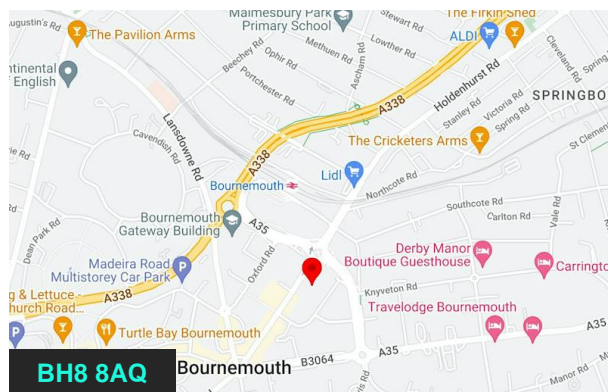 Malmesbury Park
Primary School
Stewart Rd
The Firkin Shed
ALDI
The Pavilion Arms
Methuen Rd
Lowther Rd
Beechey Rd
Ophir Rd
Ascham Rd
Cleveland Rd
ontinental
English
Portchester Rd
A338
Holdenhurst Rd
SPRINGBO
Stanley Rd
Victoria Rd
Spring Rd
Lansdowne Rd
Cavendish Rd
The Cricketers Arms
St Clemen
A338
Lidl
Bournemouth
Northcote Rd
Southcote Rd
Carlton Rd
Vale Rd
Bournemouth
Gateway Building
A35
Dean Park Rd
Oxford Rd
Derby Manor
Boutique Guesthouse
Carrington
Madeira Road
Multistorey Car Park
Knyveton Rd
Manor Rd
A338
g & Lettuce
hurch Road...
Travelodge Bournemouth
Turtle Bay Bournemouth
A35
B3064
BH8 8AQ
Bournemouth